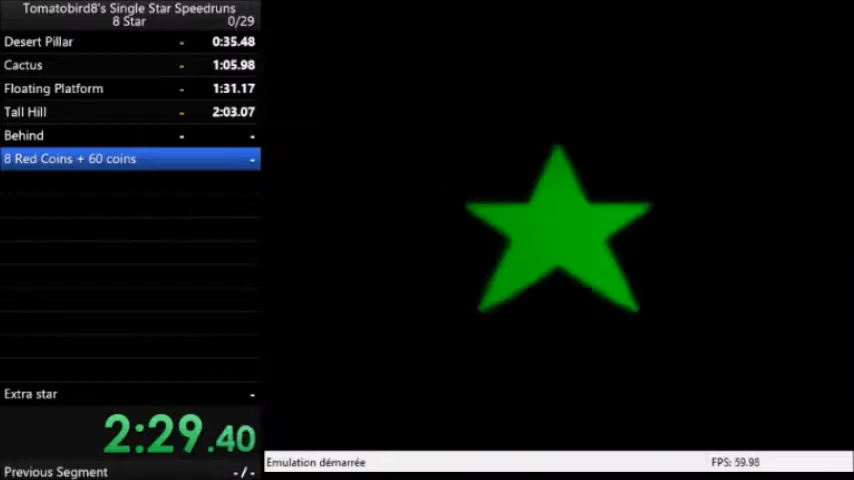 Tomatobird8's Single Star Speedruns
8 Star 0/29
Desert Pillar - 0:35.48
Cactus - 1:05.98
Floating Platform - 1:31.17
Tall Hill - 2:03.07
Behind - -
8 Red Coins + 60 coins -
Extra star -
2:29.40
Previous Segment - / -
Emulation démarrée FPS: 59.98